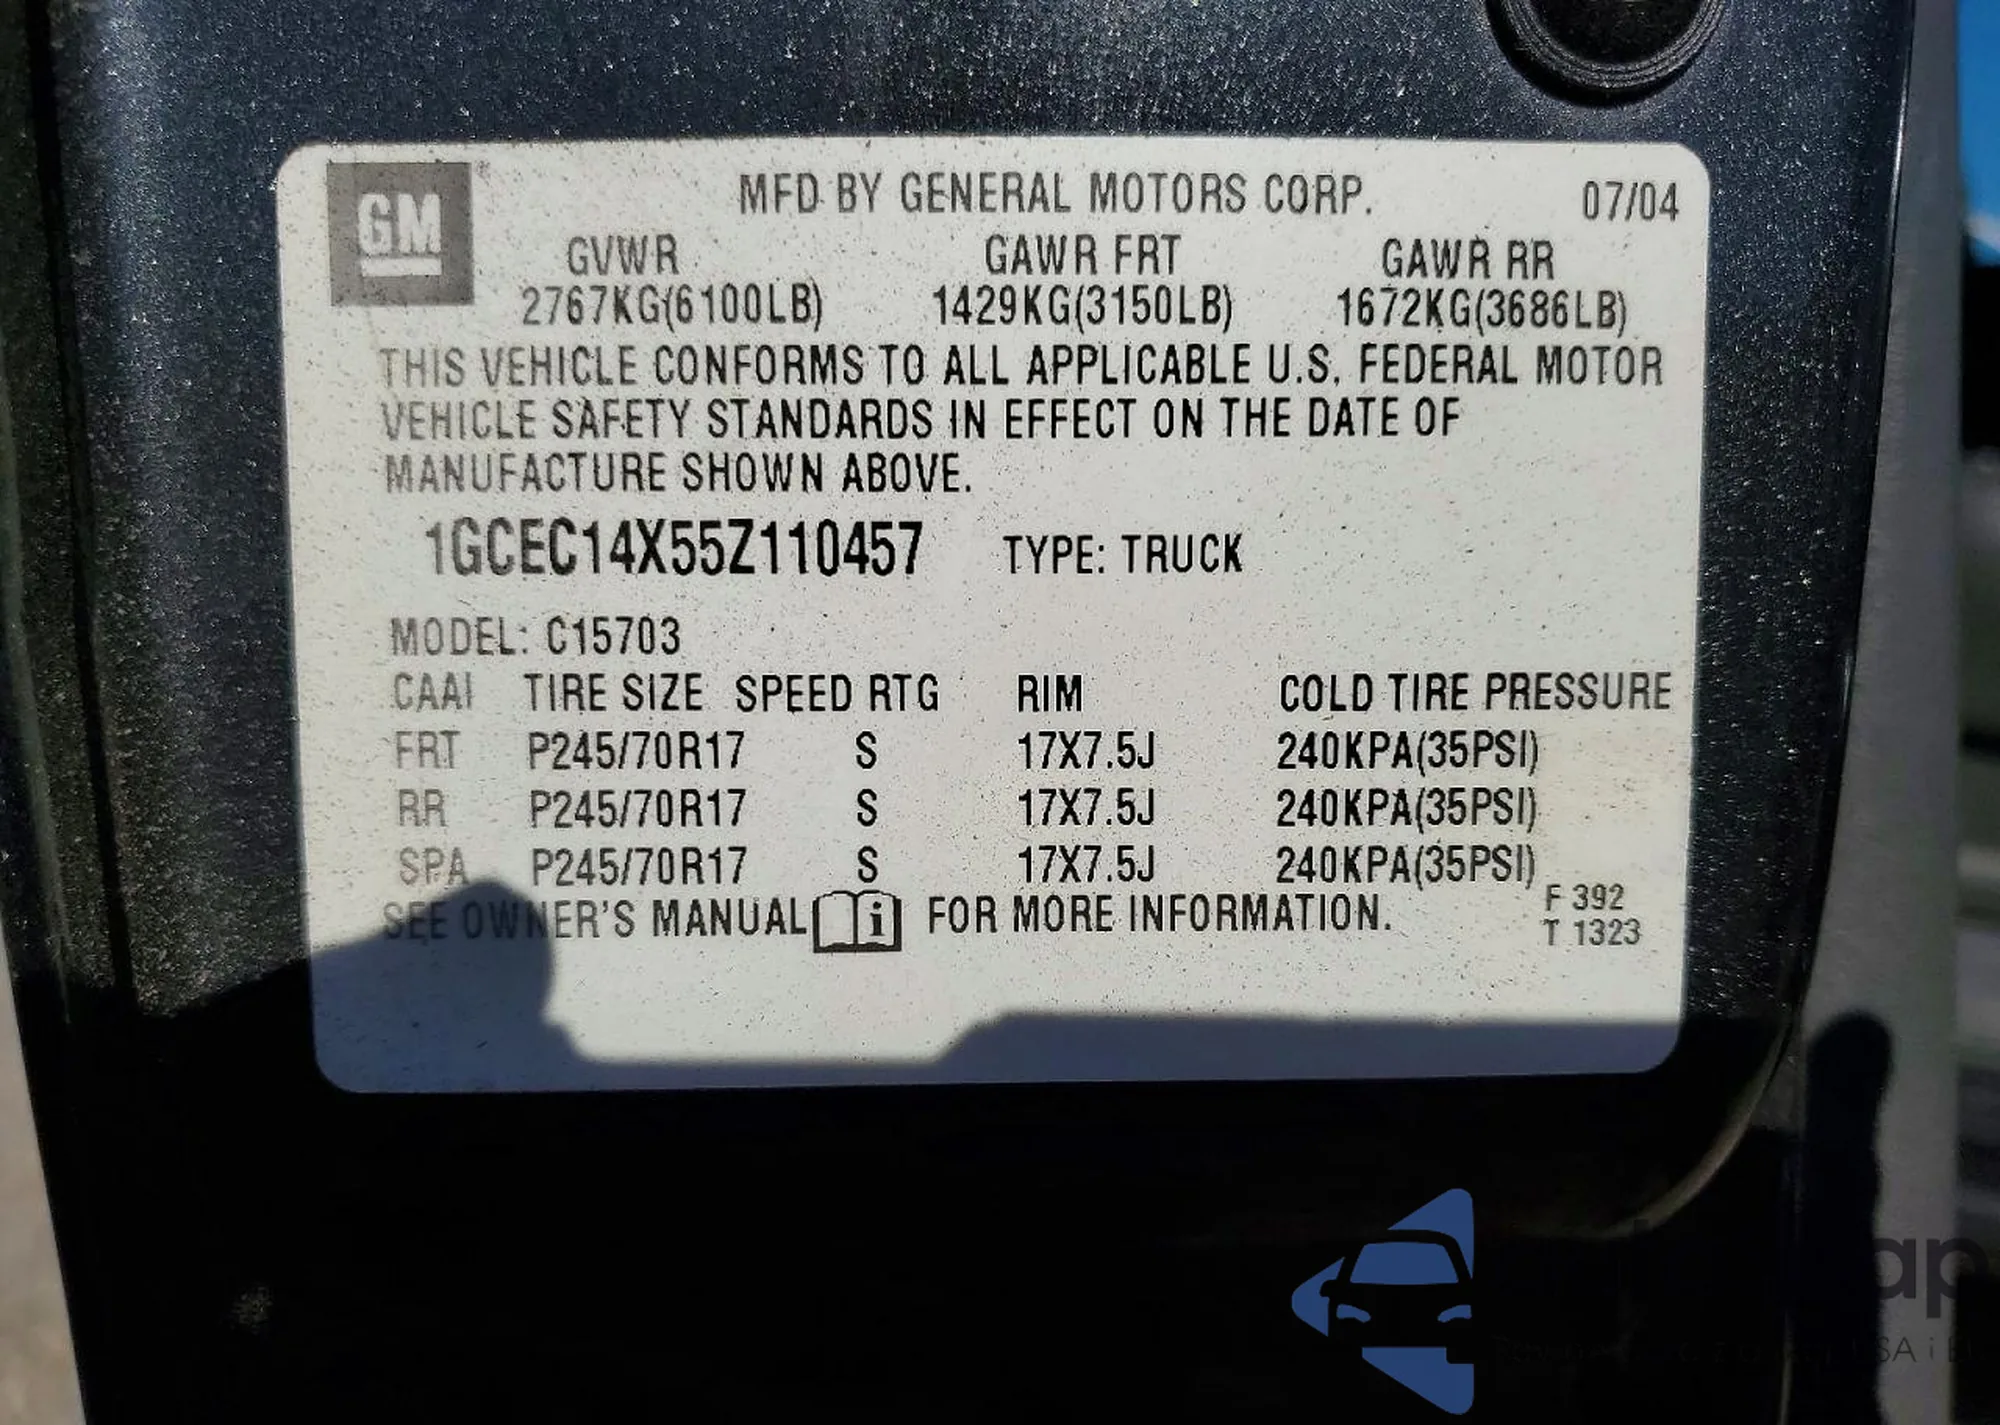 GM
MFD BY GENERAL MOTORS CORP. 07/04
GVWR GAWR FRT GAWR RR
2767KG(6100LB) 1429KG(3150LB) 1672KG(3686LB)
THIS VEHICLE CONFORMS TO ALL APPLICABLE U.S. FEDERAL MOTOR
VEHICLE SAFETY STANDARDS IN EFFECT ON THE DATE OF
MANUFACTURE SHOWN ABOVE.
1GCEC14X55Z110457 TYPE: TRUCK
MODEL: C15703
CAAI TIRE SIZE SPEED RTG RIM COLD TIRE PRESSURE
FRT P245/70R17 S 17X7.5J 240KPA(35PSI)
RR P245/70R17 S 17X7.5J 240KPA(35PSI)
SPA P245/70R17 S 17X7.5J 240KPA(35PSI)
SEE OWNER'S MANUAL i FOR MORE INFORMATION.
F 392
T 1323